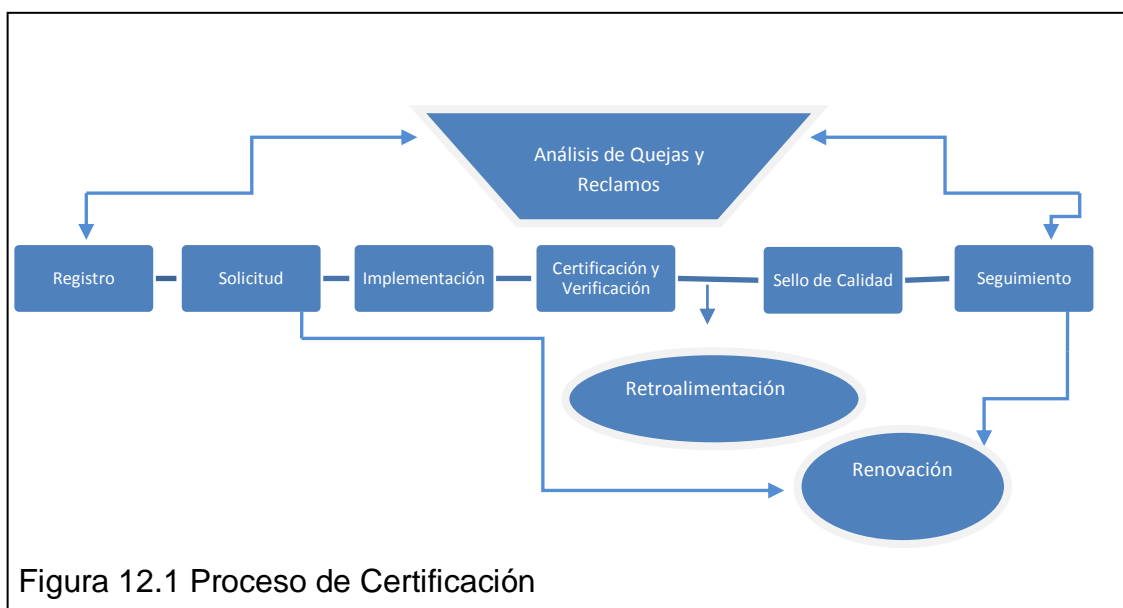 Análisis de Quejas y
Reclamos
Registro
Solicitud
Implementación
Certificación y
Verificación
Sello de Calidad
Seguimiento
Retroalimentación
Renovación
Figura 12.1 Proceso de Certificación